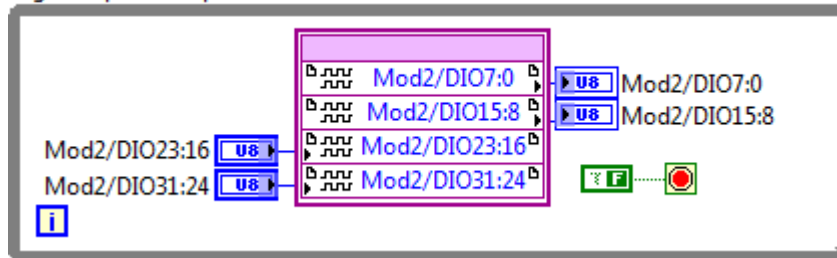 Mod2/DIO7:0 U8 Mod2/DIO7:0
Mod2/DIO15:8 U8 Mod2/DIO15:8
Mod2/DIO23:16 U8 Mod2/DIO23:16
Mod2/DIO31:24 U8 Mod2/DIO31:24
F
i